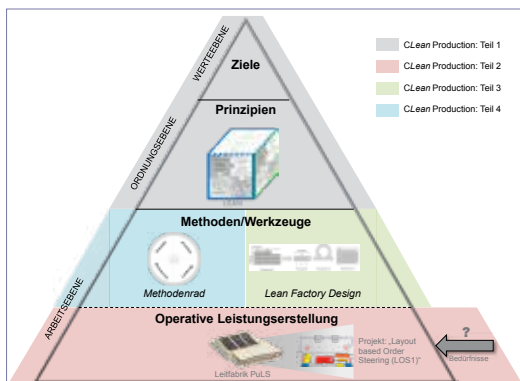 WERTEEBENE
Ziele
CLean Production: Teil 1
CLean Production: Teil 2
CLean Production: Teil 3
CLean Production: Teil 4
ORDNUNGSEBENE
Prinzipien
LEAN
ARBEITSEBENE
Methoden/Werkzeuge
Methodenrad
Lean Factory Design
Operative Leistungserstellung
Leitfabrik PuLS
Projekt: „Layout
based Order
Steering (LOS1)"
?
Bedürfnisse